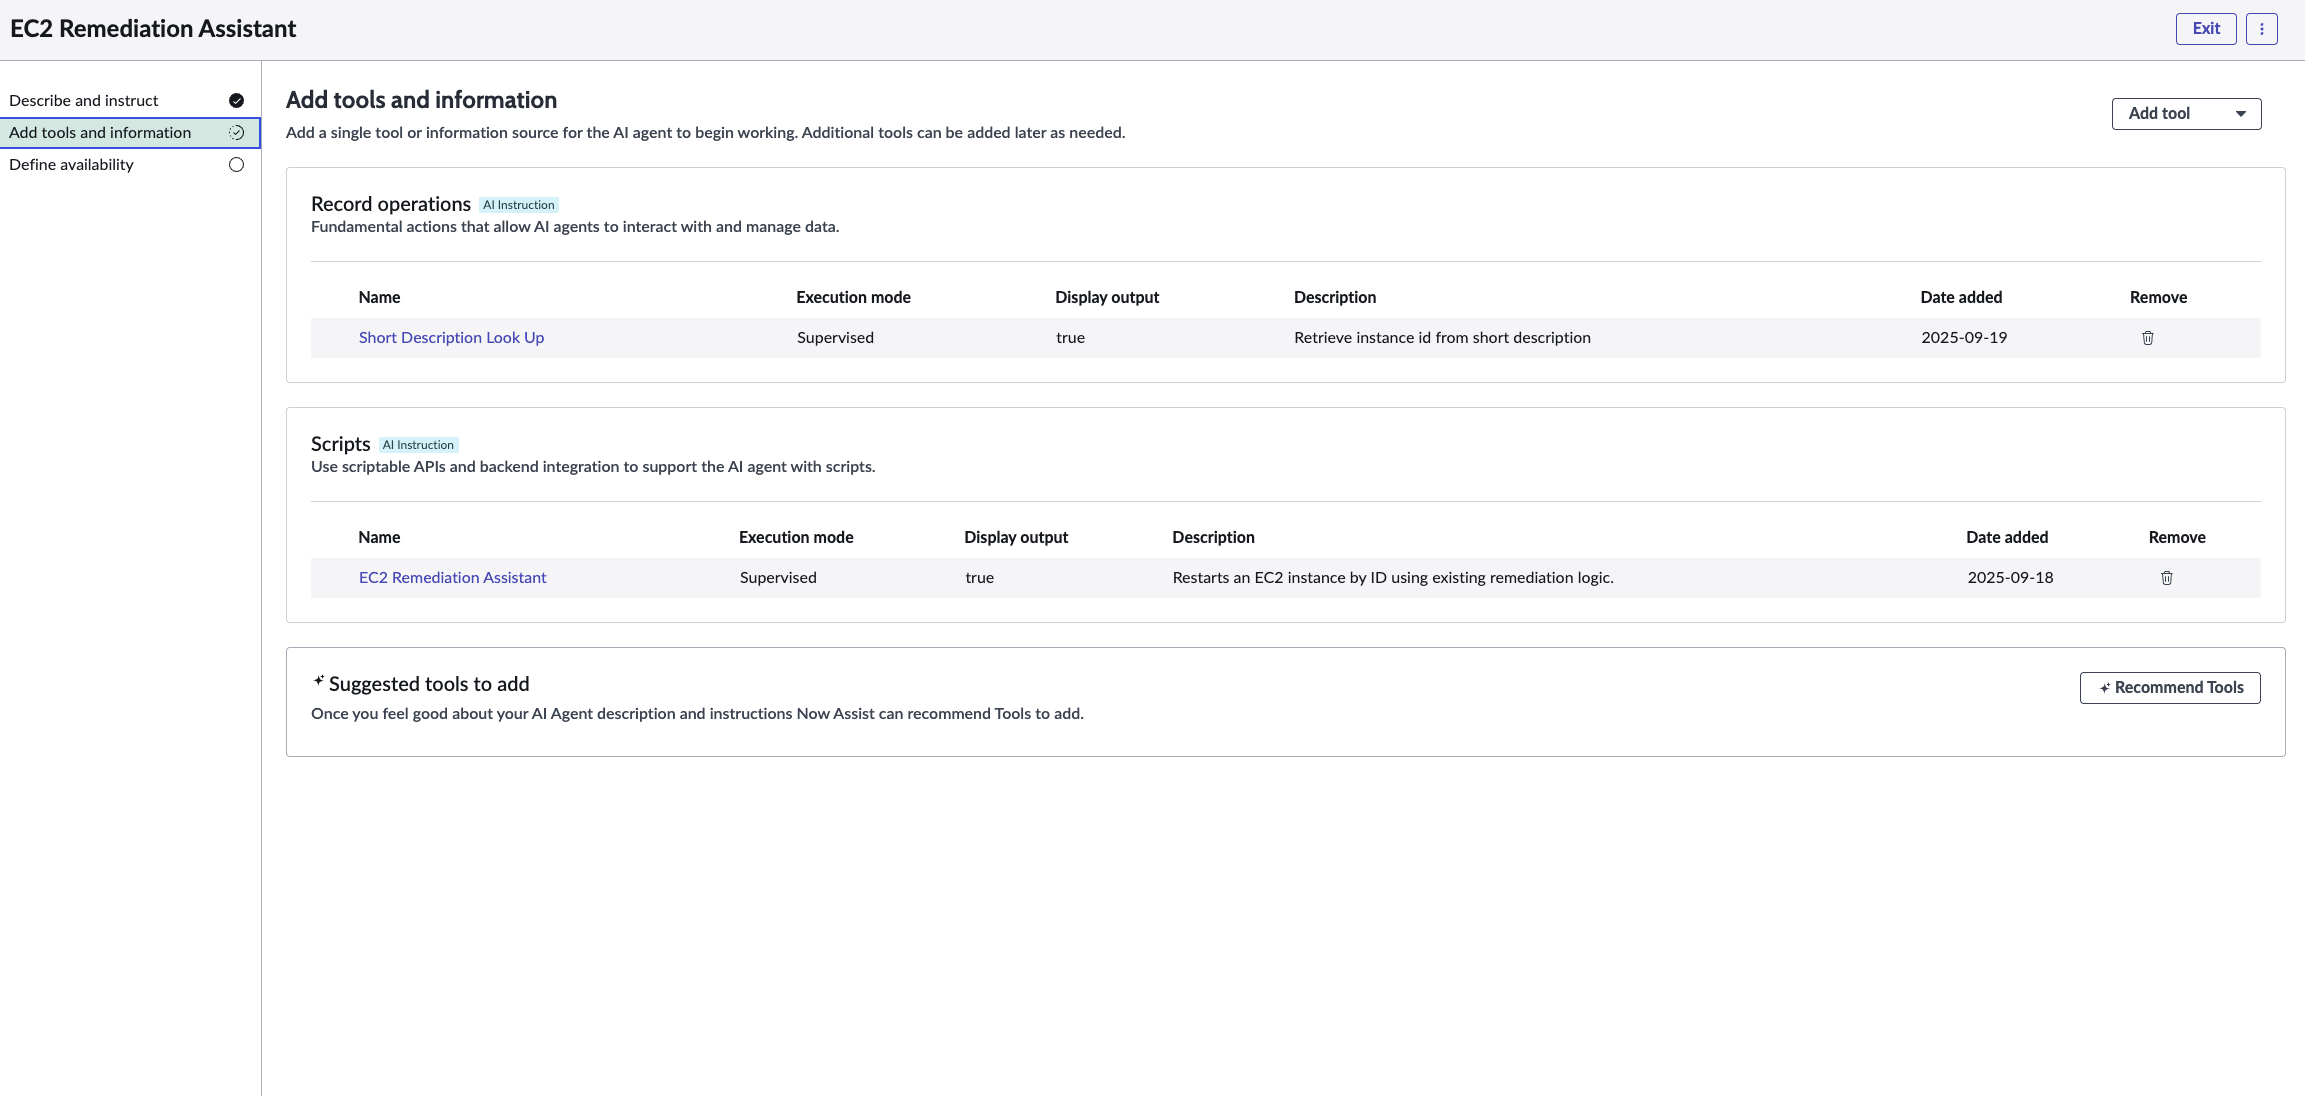 EC2 Remediation Assistant
Exit
Describe and instruct
Add tools and information
Define availability
Add tools and information
Add a single tool or information source for the AI agent to begin working. Additional tools can be added later as needed.
Add tool
Record operations AI Instruction
Fundamental actions that allow AI agents to interact with and manage data.
Name Execution mode Display output Description Date added Remove
Short Description Look Up Supervised true Retrieve instance id from short description 2025-09-19
Scripts AI Instruction
Use scriptable APIs and backend integration to support the AI agent with scripts.
Name Execution mode Display output Description Date added Remove
EC2 Remediation Assistant Supervised true Restarts an EC2 instance by ID using existing remediation logic. 2025-09-18
Suggested tools to add
Once you feel good about your AI Agent description and instructions Now Assist can recommend Tools to add.
Recommend Tools